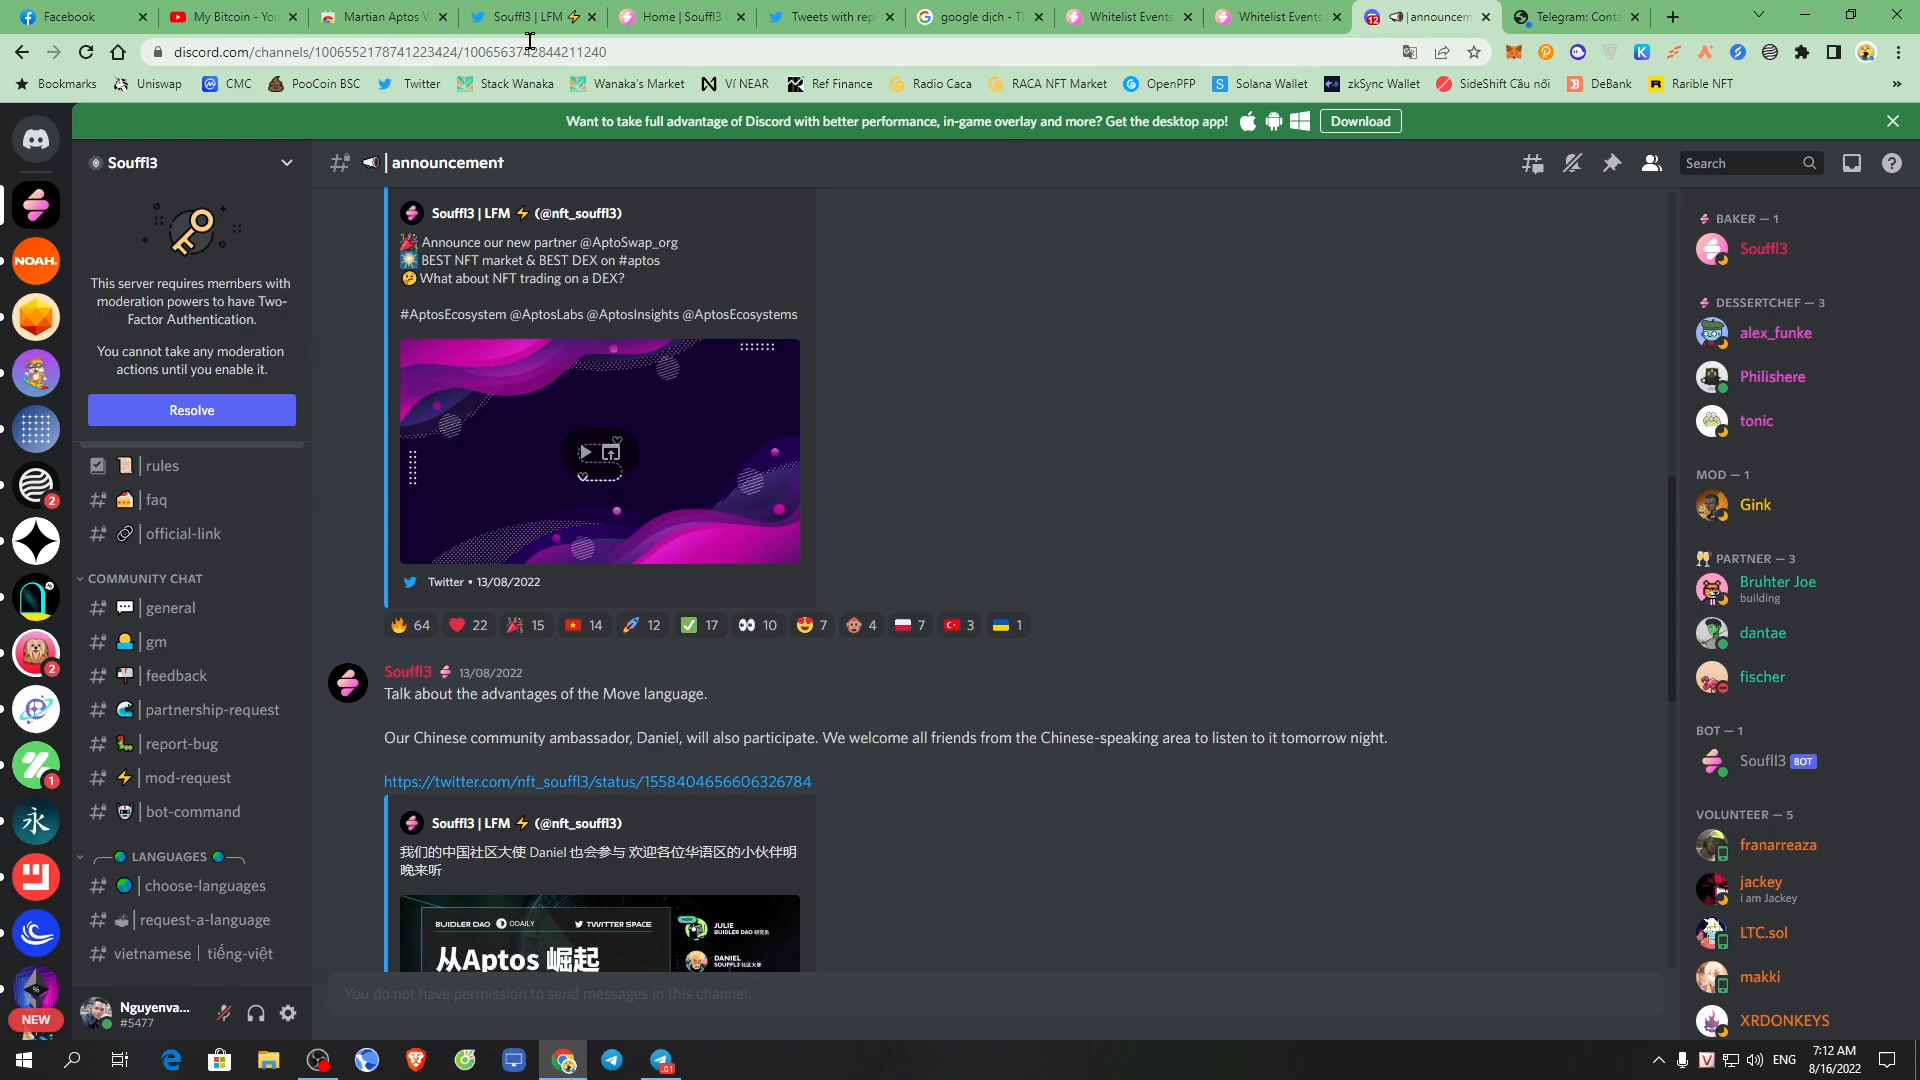 Facebook
My Bitcoin - You
Martian Aptos W
Souffl3 | LFM ⚡
Home | Souffl3
Tweets with rep
google dịch - Tì
Whitelist Events
Whitelist Events
| announcem
Telegram: Conta
discord.com/channels/1006552178741223424/1006563742844211240
Bookmarks
Uniswap
CMC
PooCoin BSC
Twitter
Stack Wanaka
Wanaka's Market
Ví NEAR
Ref Finance
Radio Caca
RACA NFT Market
OpenPFP
Solana Wallet
zkSync Wallet
SideShift Cầu nối
DeBank
Rarible NFT
Want to take full advantage of Discord with better performance, in-game overlay and more? Get the desktop app!
Download
Souffl3
| announcement
Search
This server requires members with
moderation powers to have Two-
Factor Authentication.
You cannot take any moderation
actions until you enable it.
Resolve
rules
faq
official-link
COMMUNITY CHAT
general
gm
feedback
partnership-request
report-bug
mod-request
bot-command
LANGUAGES
choose-languages
request-a-language
vietnamese | tiếng-việt
NOAH.
2
2
1
NEW
Nguyenva...
#5477
Souffl3 | LFM ⚡ (@nft_souffl3)
🎉 Announce our new partner @AptoSwap_org
🎇 BEST NFT market & BEST DEX on #aptos
🤔 What about NFT trading on a DEX?
#AptosEcosystem @AptosLabs @AptosInsights @AptosEcosystems
Twitter • 13/08/2022
🔥 64 ❤️ 22 🎉 15 🇻🇳 14 🚀 12 ✅ 17 👀 10 😍 7 🐵 4 🇵🇱 7 🇹🇷 3 🇺🇦 1
Souffl3 13/08/2022
Talk about the advantages of the Move language.
Our Chinese community ambassador, Daniel, will also participate. We welcome all friends from the Chinese-speaking area to listen to it tomorrow night.
https://twitter.com/nft_souffl3/status/1558404656606326784
Souffl3 | LFM ⚡ (@nft_souffl3)
我们的中国社区大使 Daniel 也会参与 欢迎各位华语区的小伙伴明
晚来听
BUIDLER DAO ODAILY TWITTER SPACE
从Aptos 崛起
JULIE
DANIEL
You do not have permission to send messages in this channel.
BAKER — 1
Souffl3
DESSERTCHEF — 3
alex_funke
Philishere
tonic
MOD — 1
Gink
PARTNER — 3
Bruhter Joe
building
dantae
fischer
BOT — 1
Soufll3 BOT
VOLUNTEER — 5
franarreaza
jackey
i am Jackey
LTC.sol
makki
XRDONKEYS
ENG
7:12 AM
8/16/2022